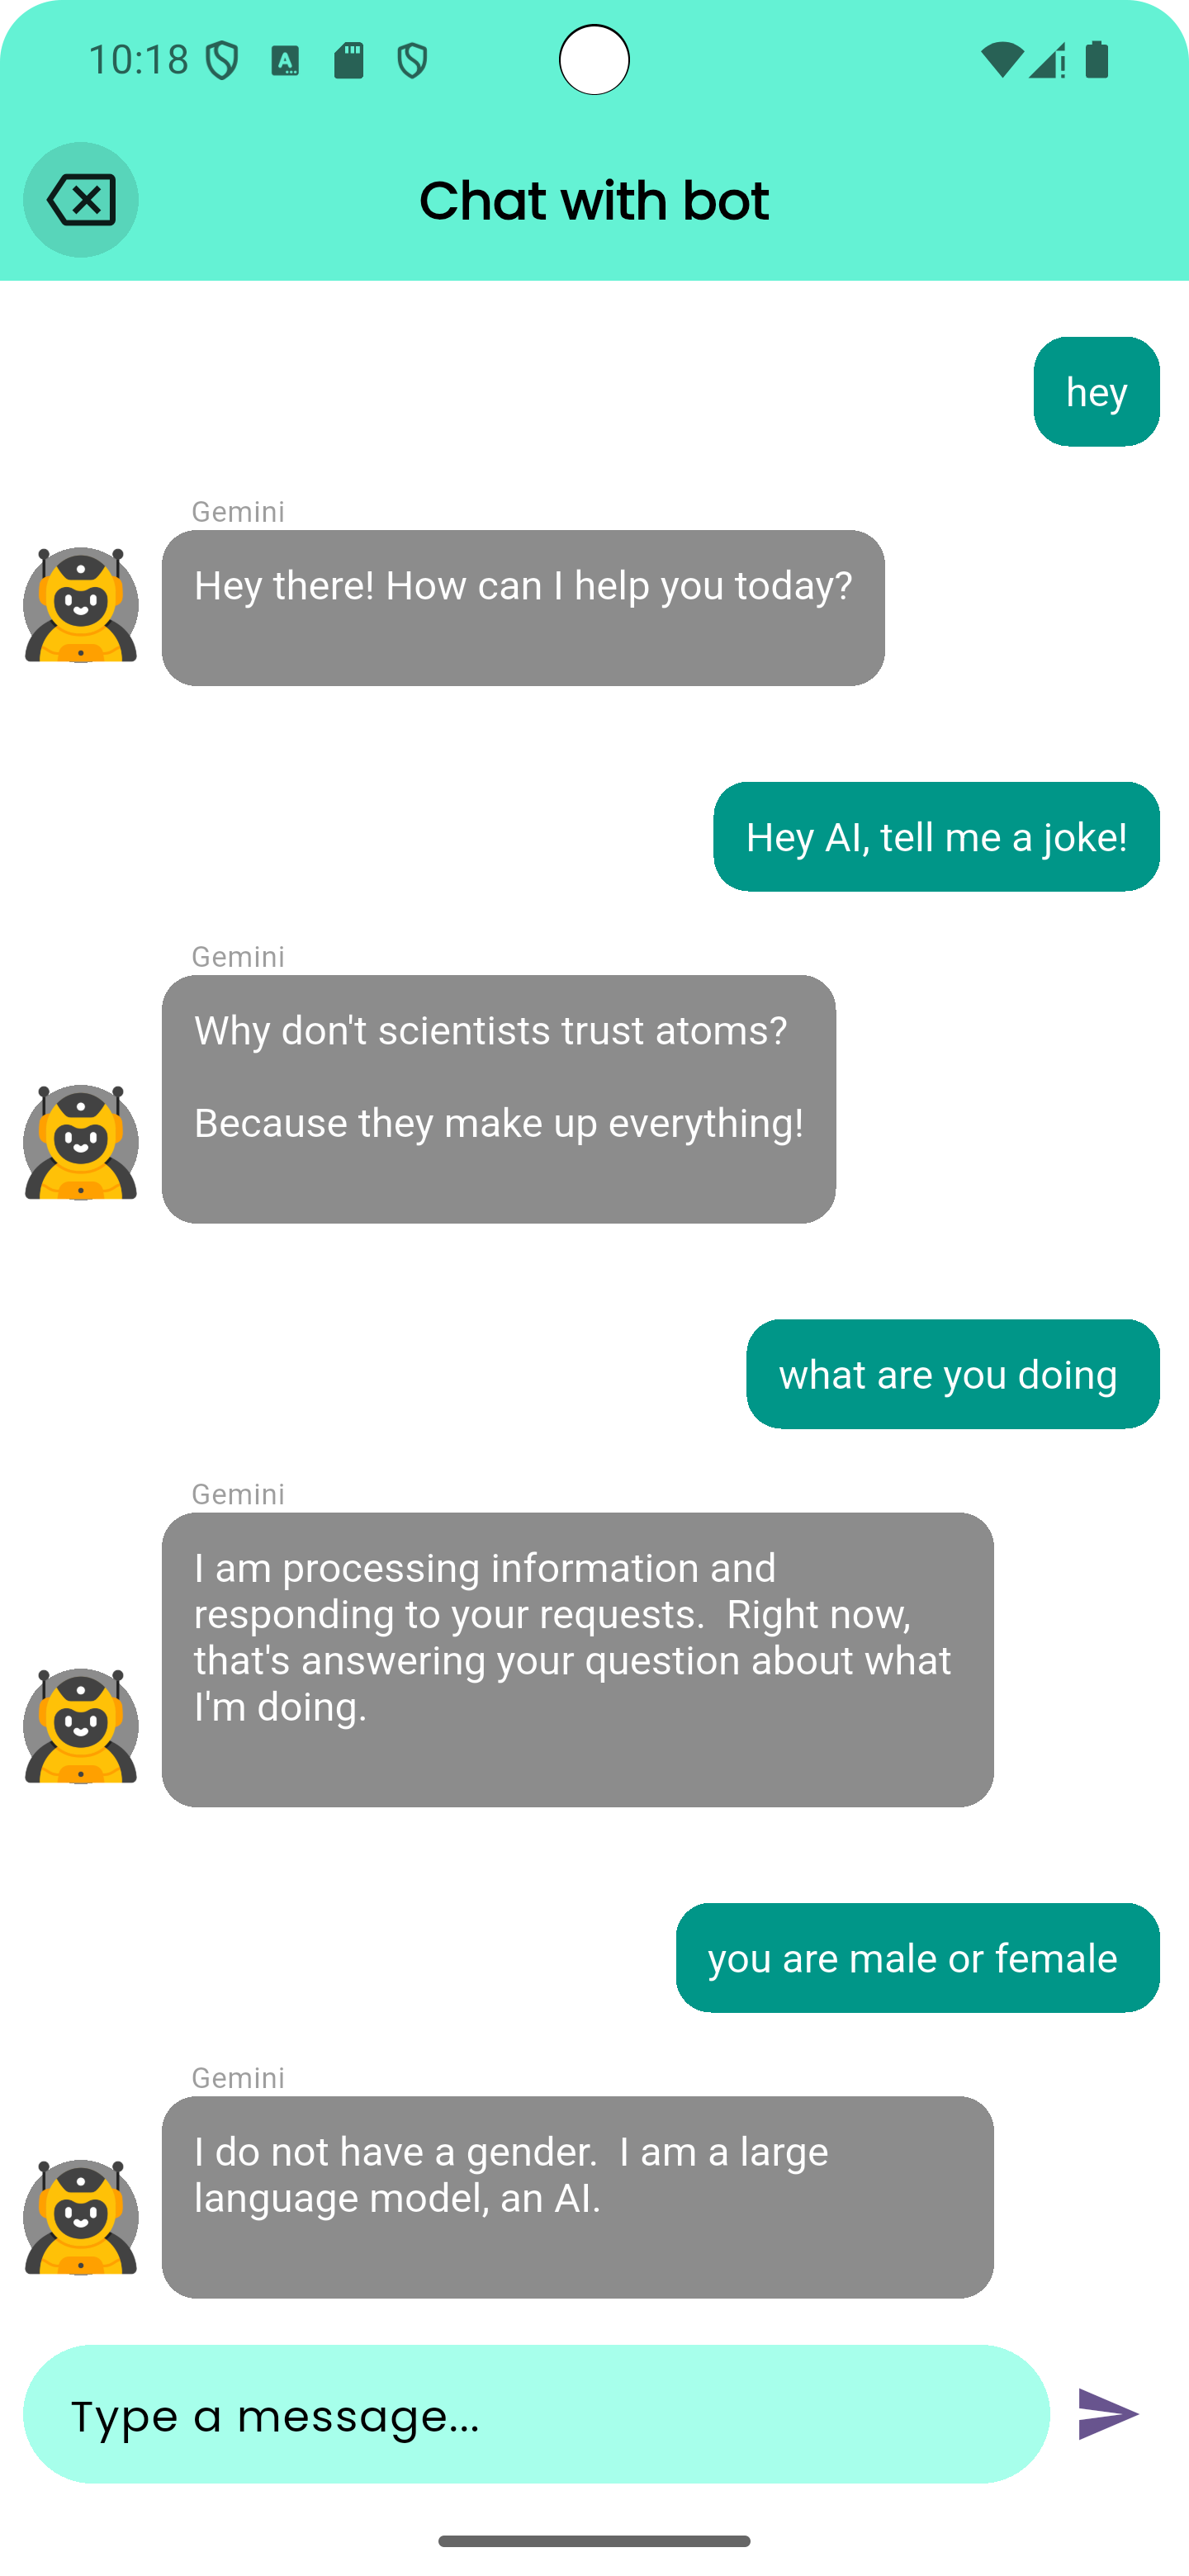 10:18
Chat with bot
hey
Gemini
Hey there! How can I help you today?
Hey AI, tell me a joke!
Gemini
Why don't scientists trust atoms?
Because they make up everything!
what are you doing
Gemini
I am processing information and
responding to your requests.  Right now,
that's answering your question about what
I'm doing.
you are male or female
Gemini
I do not have a gender.  I am a large
language model, an AI.
Type a message...